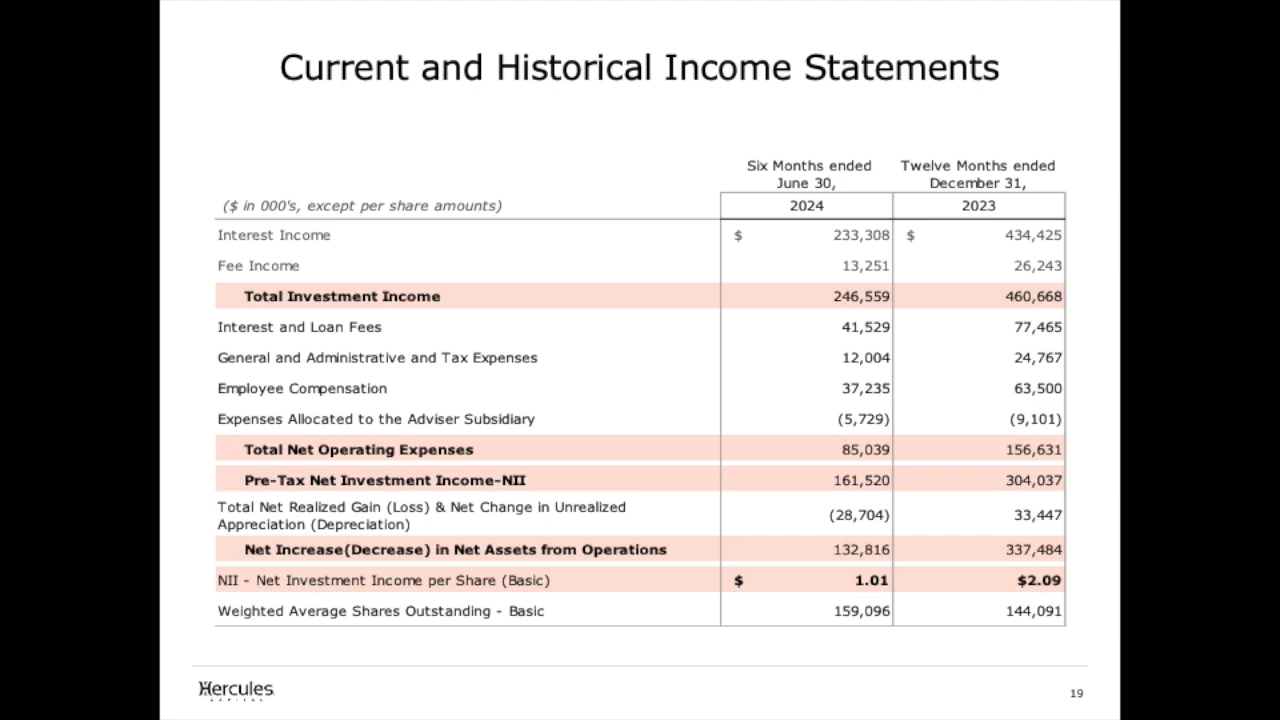 Current and Historical Income Statements
Six Months ended Twelve Months ended
June 30, December 31,
($ in 000's, except per share amounts) 2024 2023
Interest Income $ 233,308 $ 434,425
Fee Income 13,251 26,243
Total Investment Income 246,559 460,668
Interest and Loan Fees 41,529 77,465
General and Administrative and Tax Expenses 12,004 24,767
Employee Compensation 37,235 63,500
Expenses Allocated to the Adviser Subsidiary (5,729) (9,101)
Total Net Operating Expenses 85,039 156,631
Pre-Tax Net Investment Income-NII 161,520 304,037
Total Net Realized Gain (Loss) & Net Change in Unrealized
Appreciation (Depreciation) (28,704) 33,447
Net Increase(Decrease) in Net Assets from Operations 132,816 337,484
NII - Net Investment Income per Share (Basic) $ 1.01 $2.09
Weighted Average Shares Outstanding - Basic 159,096 144,091
Hercules
19